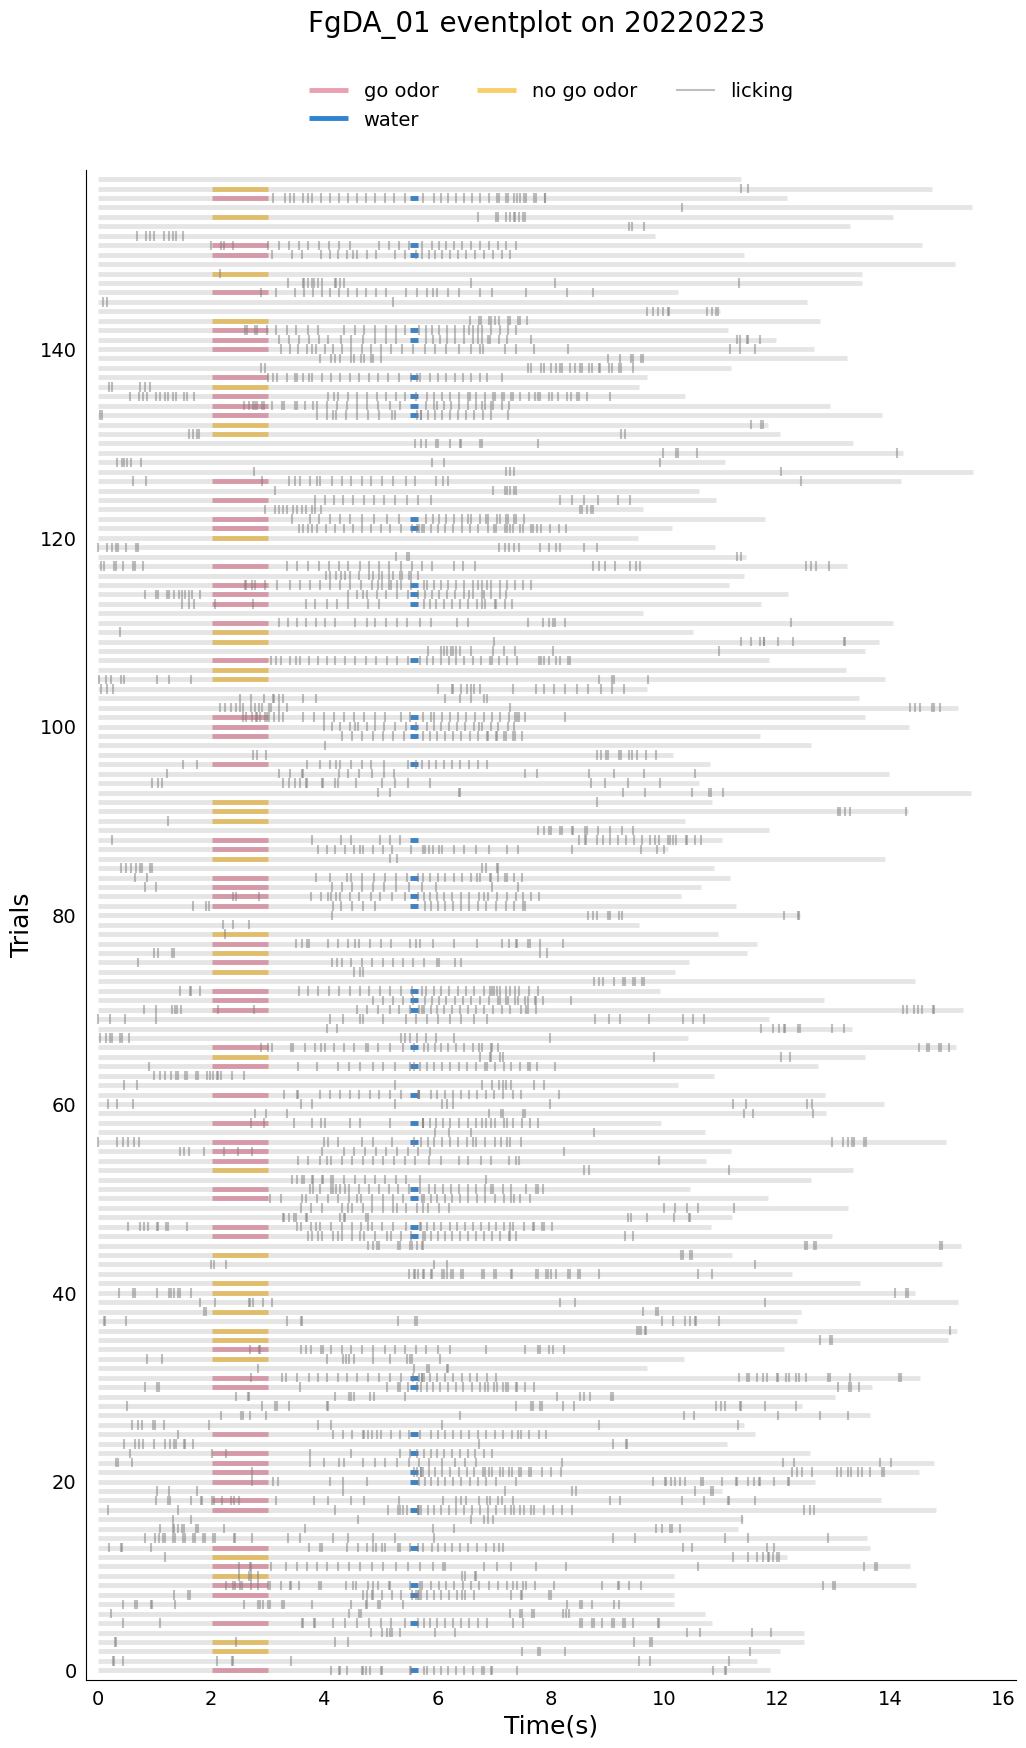 FgDA_01 eventplot on 20220223
go odor
no go odor
licking
water
140
120
100
80
60
40
20
0
Trials
0 2 4 6 8 10 12 14 16
Time(s)